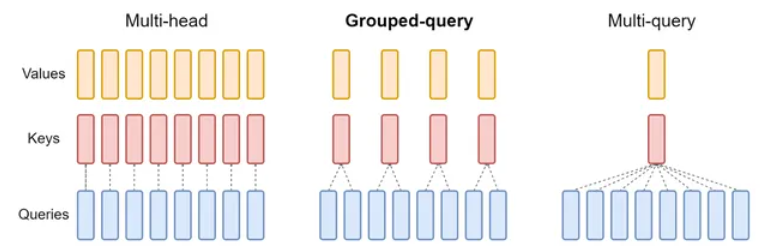 Multi-head
Grouped-query
Multi-query
Values
Keys
Queries